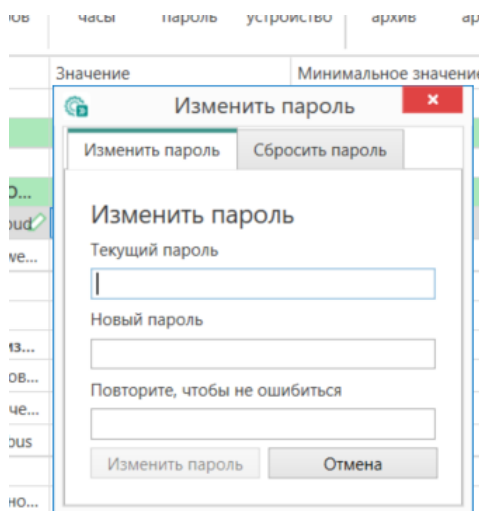 часы пароль устройство архив
Значение Минимальное значение
Изменить пароль
Изменить пароль Сбросить пароль
Изменить пароль
Текущий пароль
Новый пароль
Повторите, чтобы не ошибиться
Изменить пароль Отмена